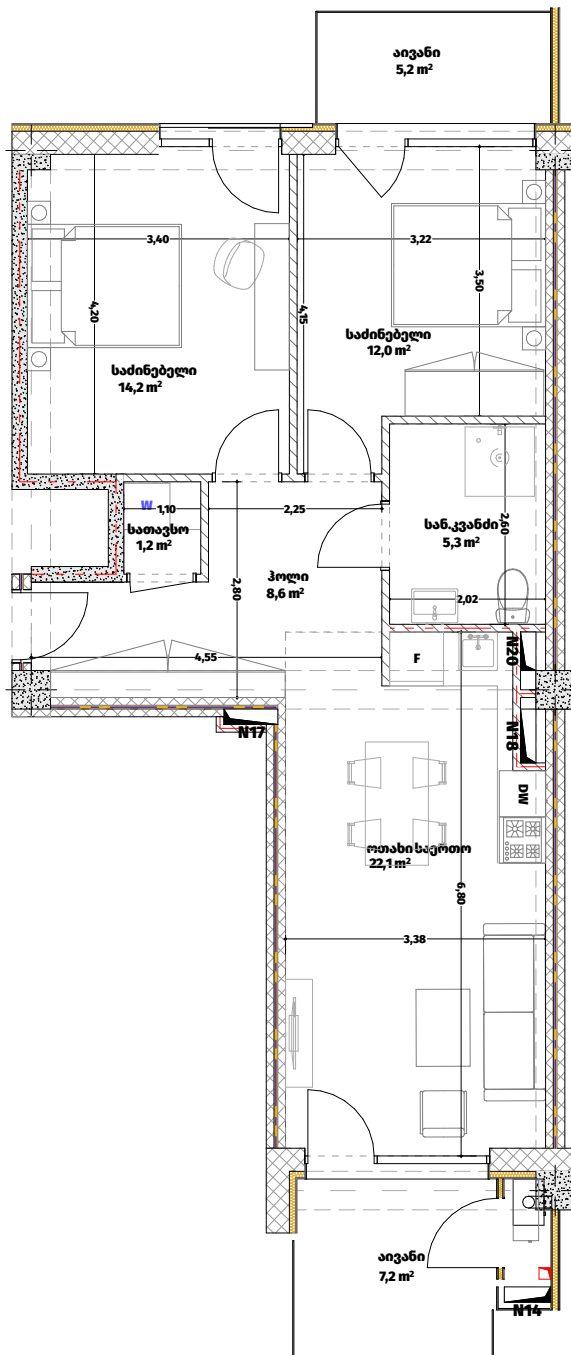 აივანი
5,2 m²
3,40
3,22
3,50
4,20
4,15
საძინებელი
12,0 m²
საძინებელი
14,2 m²
W
1,10
2,25
სათავსო
1,2 m²
სან.კვანძი
5,3 m²
2,60
ჰოლი
8,6 m²
2,80
2,02
4,55
F
N20
N17
N18
DW
ოთახი საერთო
22,1 m²
6,80
3,38
აივანი
7,2 m²
N14